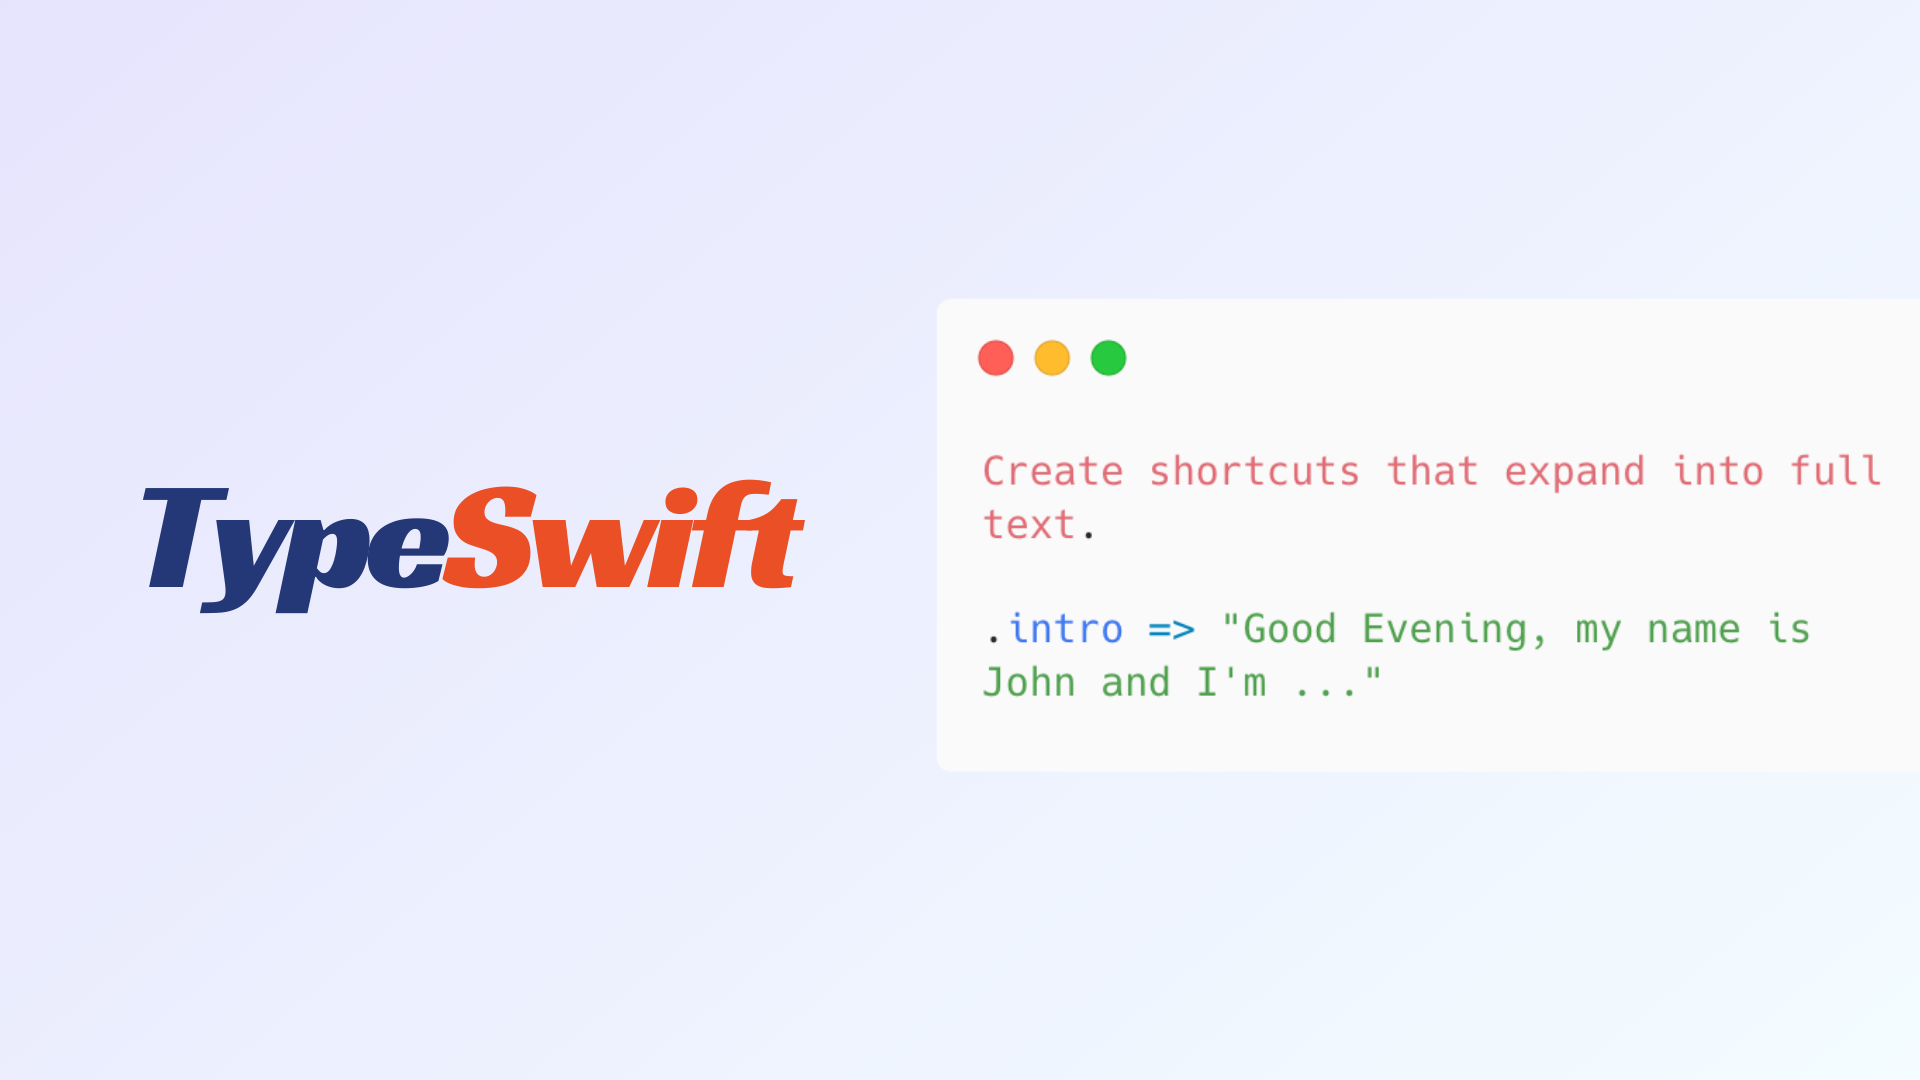 TypeSwift
Create shortcuts that expand into full
text.
.intro => "Good Evening, my name is
John and I'm ..."